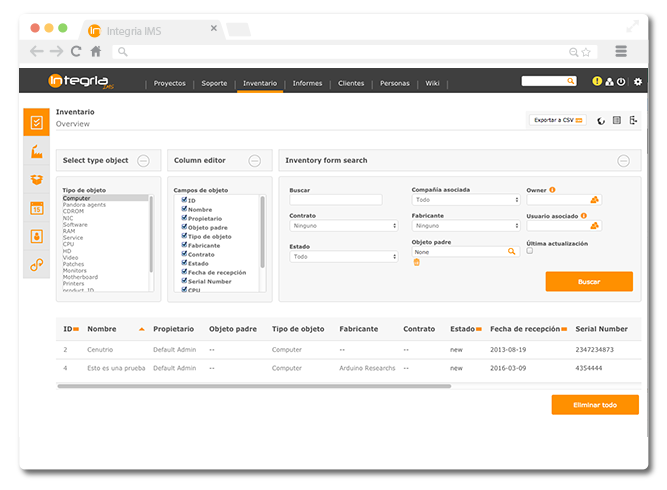 Integria IMS
integria IMS
Proyectos
Soporte
Inventario
Informes
Clientes
Personas
Wiki
Inventario
Overview
Exportar a CSV
15
Select type object
Column editor
Inventory form search
Tipo de objeto
Computer
Pandora agents
CDROM
NIC
Software
RAM
Service
CPU
HD
Video
Patches
Monitors
Motherboard
Printers
product_ID
Campos de objeto
ID
Nombre
Propietario
Objeto padre
Tipo de objeto
Fabricante
Contrato
Estado
Fecha de recepción
Serial Number
CPU
Buscar
Compañía asociada
Todo
Owner
Contrato
Ninguno
Fabricante
Ninguno
Usuario asociado
Estado
Todo
Objeto padre
None
Última actualización
Buscar
ID Nombre Propietario Objeto padre Tipo de objeto Fabricante Contrato Estado Fecha de recepción Serial Number
2 Cenutrio Default Admin -- Computer -- -- new 2013-08-19 2347234873
4 Esto es una prueba Default Admin -- Computer Arduino Researchs -- new 2016-03-09 4354444
Eliminar todo